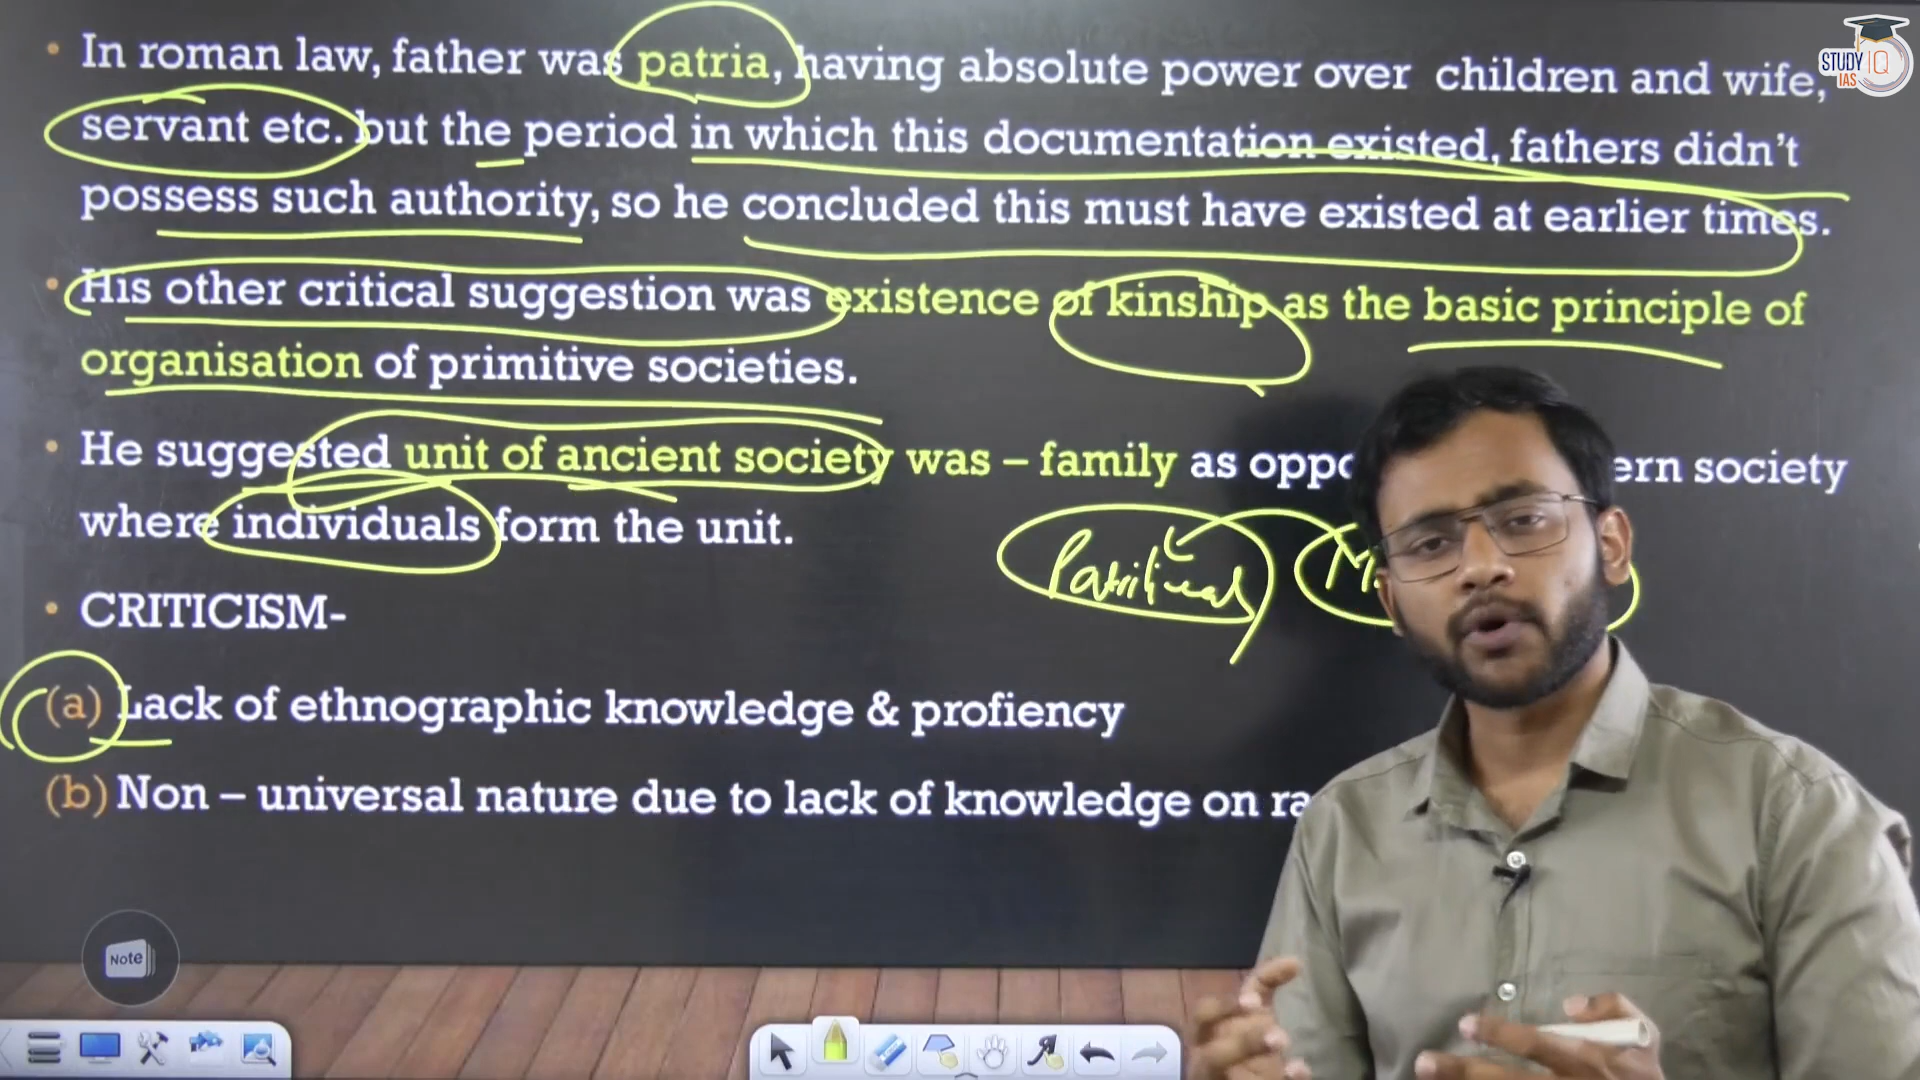 In roman law, father was patria, having absolute power over children and wife,
servant etc. but the period in which this documentation existed, fathers didn't
possess such authority, so he concluded this must have existed at earlier times.
His other critical suggestion was existence of kinship as the basic principle of
organisation of primitive societies.
He suggested unit of ancient society was – family as society
where individuals form the unit.
Patrilineal
CRITICISM-
(a) Lack of ethnographic knowledge & profiency
(b) Non – universal nature due to lack of knowledge on
STUDY IQ
IAS
Note